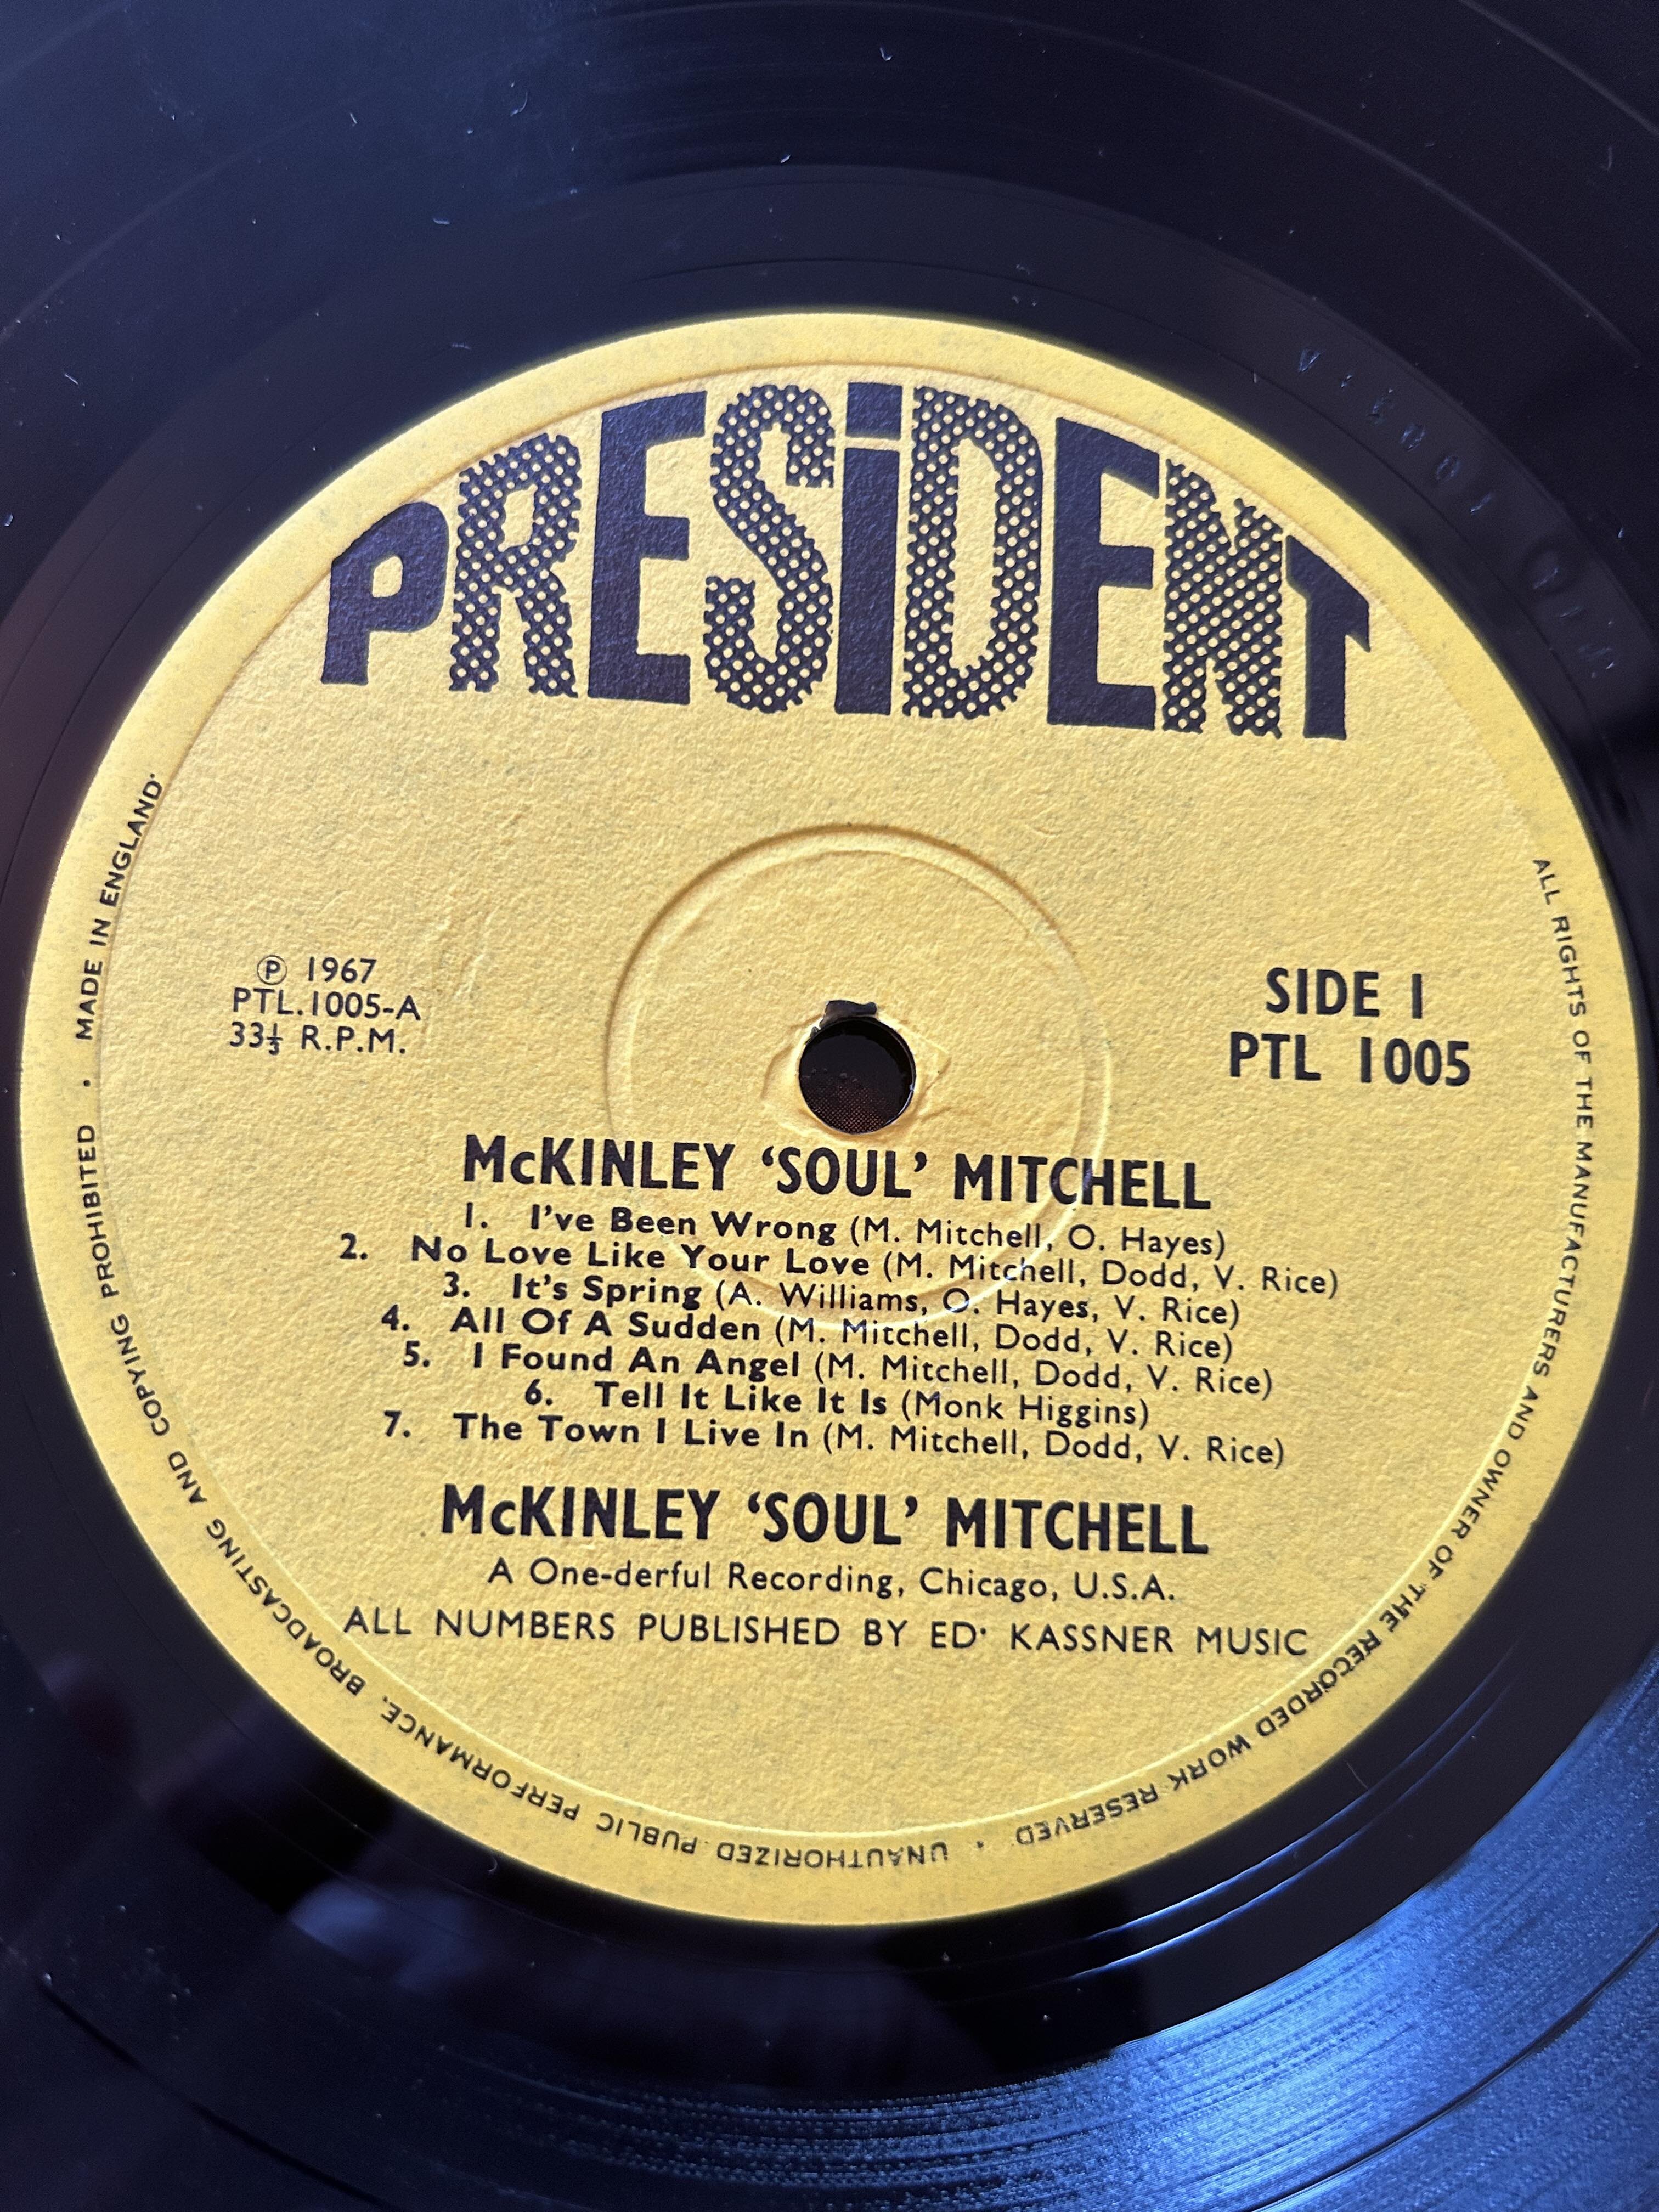 PRESiDENT
Ⓟ 1967
PTL.1005-A
33⅓ R.P.M.
SIDE 1
PTL 1005
McKINLEY ‘SOUL’ MITCHELL
1. I've Been Wrong (M. Mitchell, O. Hayes)
2. No Love Like Your Love (M. Mitchell, Dodd, V. Rice)
3. It's Spring (A. Williams, O. Hayes, V. Rice)
4. All Of A Sudden (M. Mitchell, Dodd, V. Rice)
5. I Found An Angel (M. Mitchell, Dodd, V. Rice)
6. Tell It Like It Is (Monk Higgins)
7. The Town I Live In (M. Mitchell, Dodd, V. Rice)
McKINLEY ‘SOUL’ MITCHELL
A One-derful Recording, Chicago, U.S.A.
ALL NUMBERS PUBLISHED BY ED· KASSNER MUSIC
ALL RIGHTS OF THE MANUFACTURERS AND OWNER OF THE RECORDED WORK RESERVED · UNAUTHORIZED PUBLIC PERFORMANCE, BROADCASTING AND COPYING PROHIBITED · MADE IN ENGLAND·